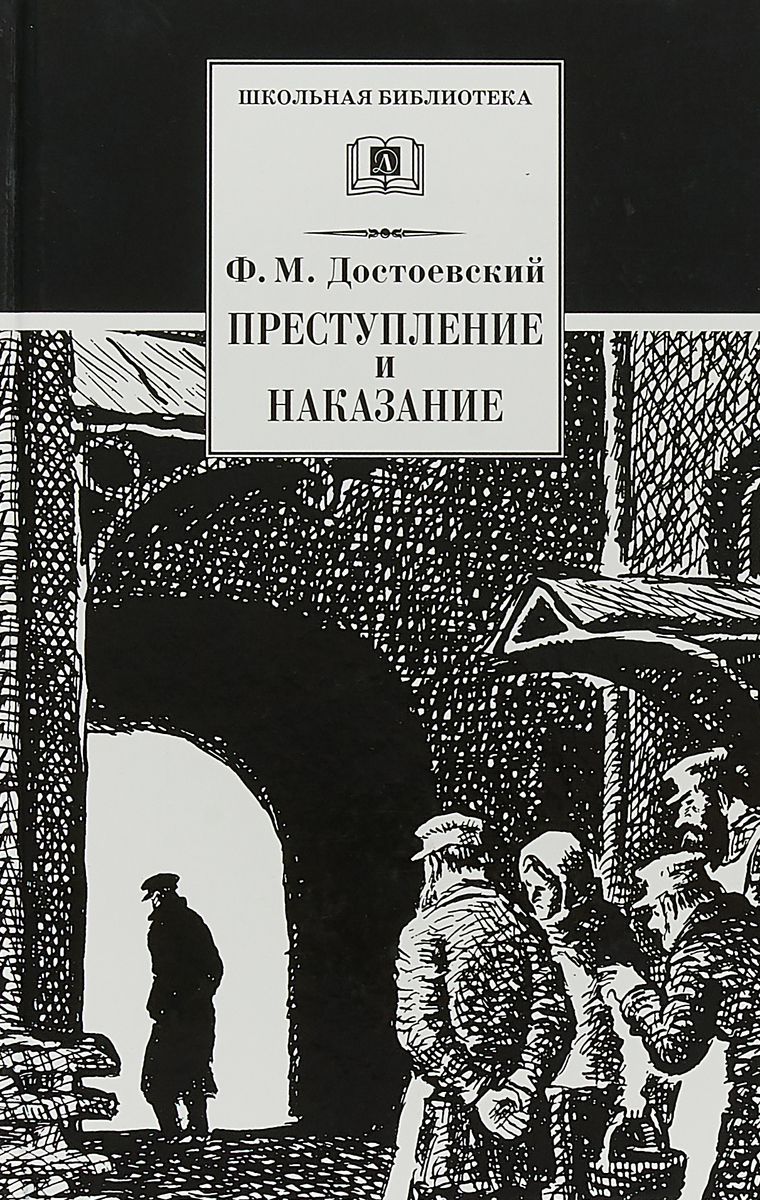 ШКОЛЬНАЯ БИБЛИОТЕКА
Д
Ф. М. Достоевский
ПРЕСТУПЛЕНИЕ
И
НАКАЗАНИЕ